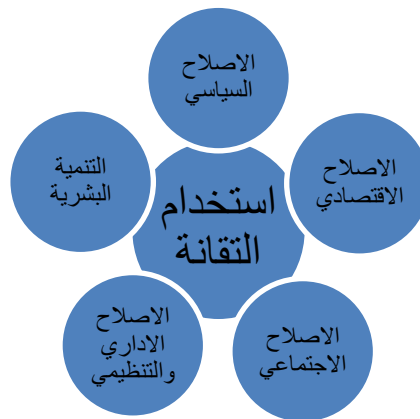 الاصلاح
السياسي
الاصلاح
الاقتصادي
الاصلاح
الاجتماعي
الاصلاح
الاداري
والتنظيمي
التنمية
البشرية
استخدام
التقانة